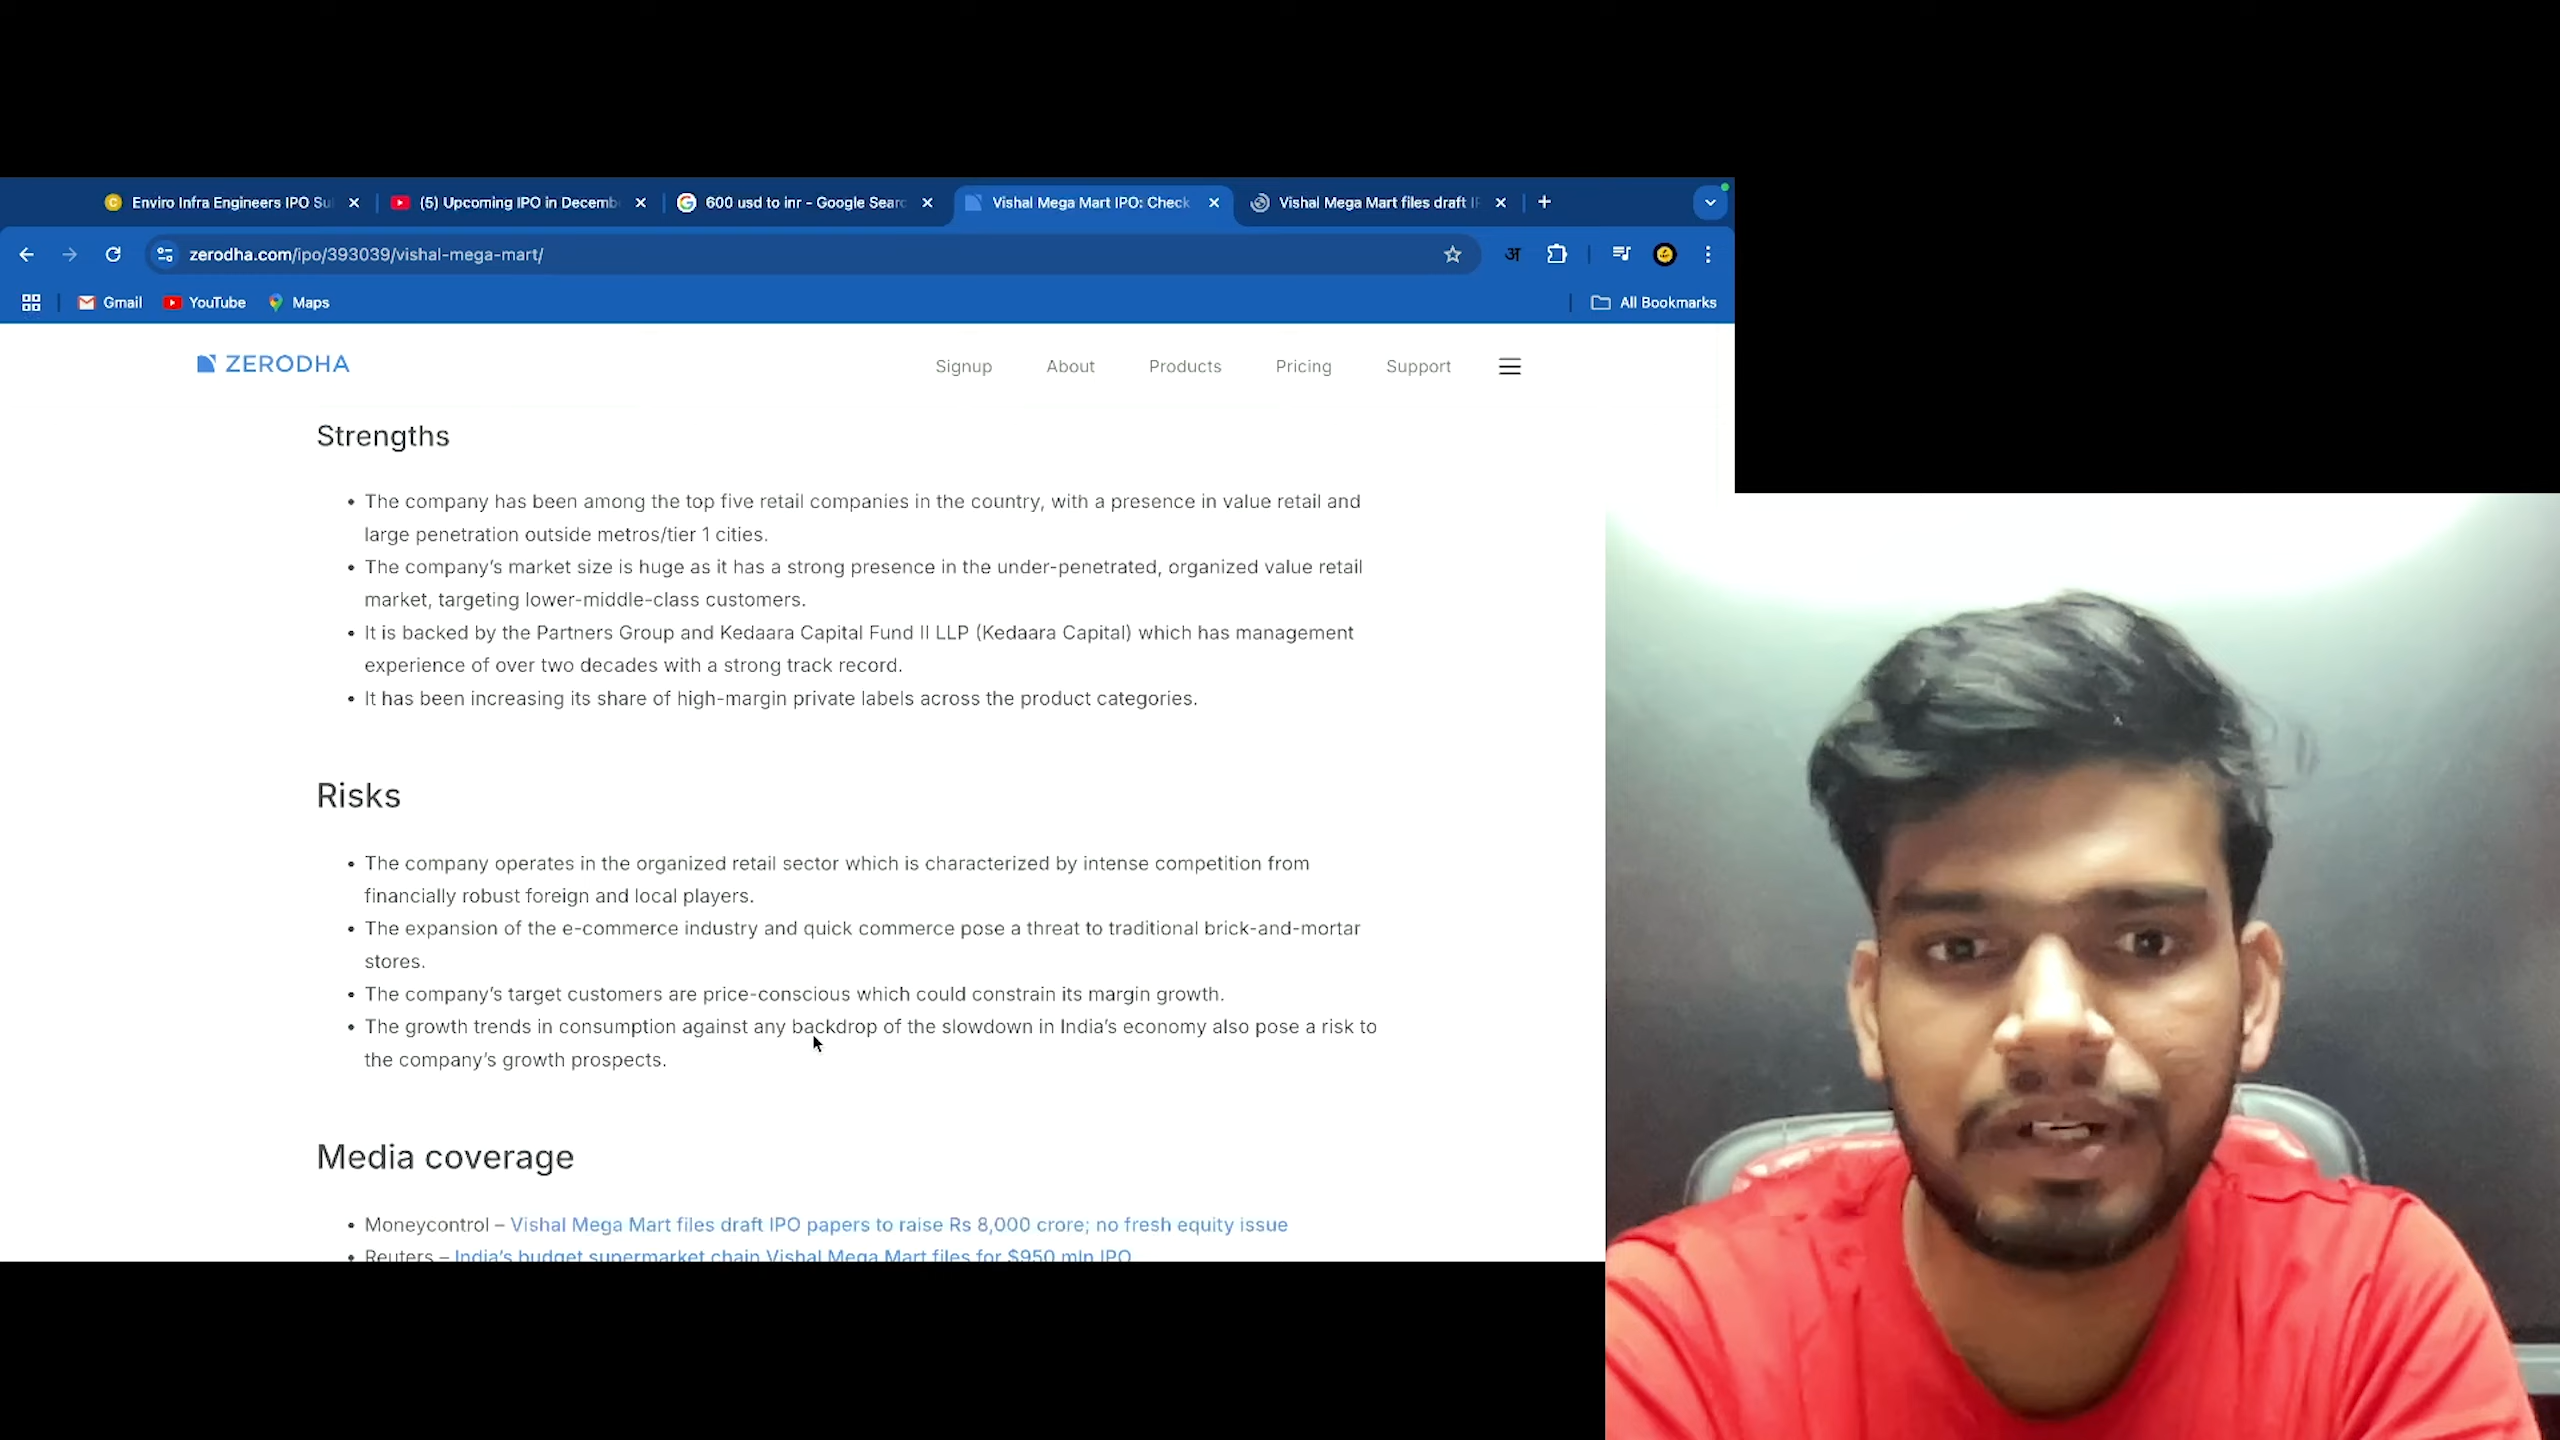 Enviro Infra Engineers IPO Su
(5) Upcoming IPO in Decemb
600 usd to inr - Google Searc
Vishal Mega Mart IPO: Check
Vishal Mega Mart files draft IP
zerodha.com/ipo/393039/vishal-mega-mart/
अ
Gmail
YouTube
Maps
All Bookmarks
ZERODHA
Signup
About
Products
Pricing
Support
Strengths
• The company has been among the top five retail companies in the country, with a presence in value retail and
large penetration outside metros/tier 1 cities.
• The company's market size is huge as it has a strong presence in the under-penetrated, organized value retail
market, targeting lower-middle-class customers.
• It is backed by the Partners Group and Kedaara Capital Fund II LLP (Kedaara Capital) which has management
experience of over two decades with a strong track record.
• It has been increasing its share of high-margin private labels across the product categories.
Risks
• The company operates in the organized retail sector which is characterized by intense competition from
financially robust foreign and local players.
• The expansion of the e-commerce industry and quick commerce pose a threat to traditional brick-and-mortar
stores.
• The company's target customers are price-conscious which could constrain its margin growth.
• The growth trends in consumption against any backdrop of the slowdown in India's economy also pose a risk to
the company's growth prospects.
Media coverage
• Moneycontrol – Vishal Mega Mart files draft IPO papers to raise Rs 8,000 crore; no fresh equity issue
• Reuters – India's budget supermarket chain Vishal Mega Mart files for $950 mln IPO